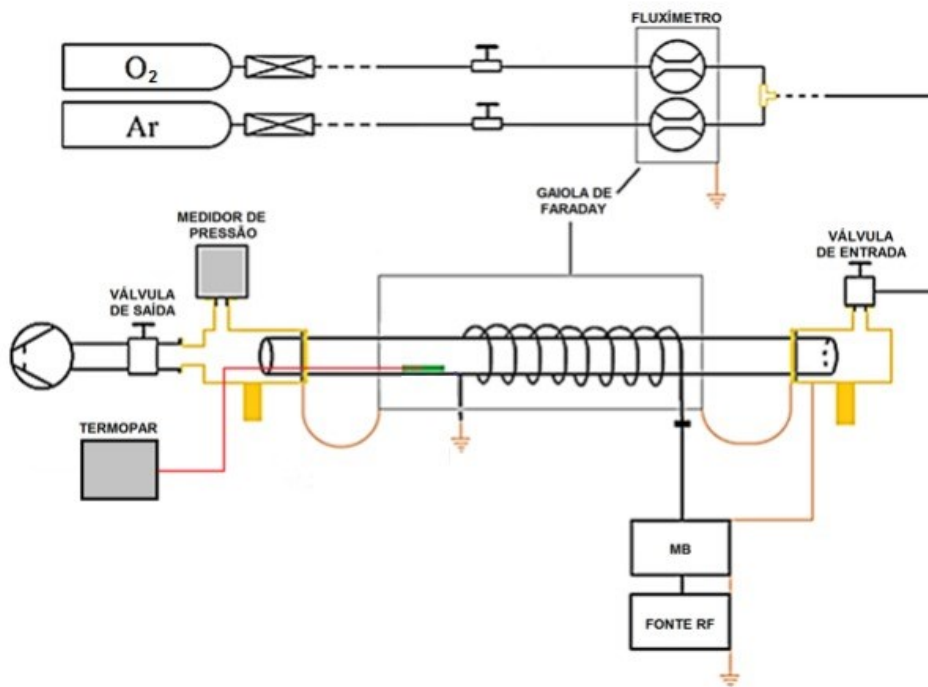 FLUXÍMETRO
O2
Ar
GAIOLA DE
FARADAY
MEDIDOR DE
PRESSÃO
VÁLVULA
DE ENTRADA
VÁLVULA
DE SAÍDA
TERMOPAR
MB
FONTE RF